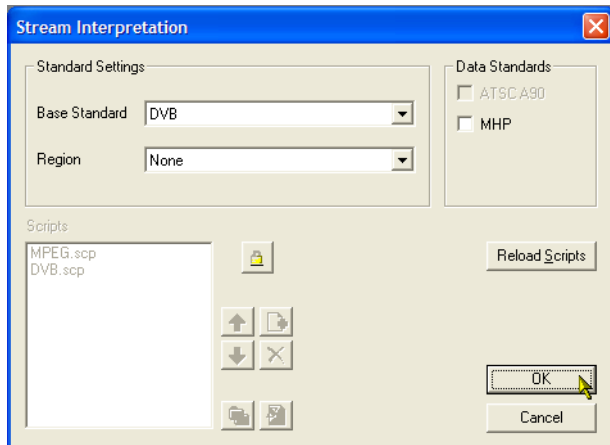 Stream Interpretation
Standard Settings
Base Standard
DVB
Region
None
Data Standards
ATSC A90
MHP
Scripts
MPEG.scp
DVB.scp
Reload Scripts
OK
Cancel